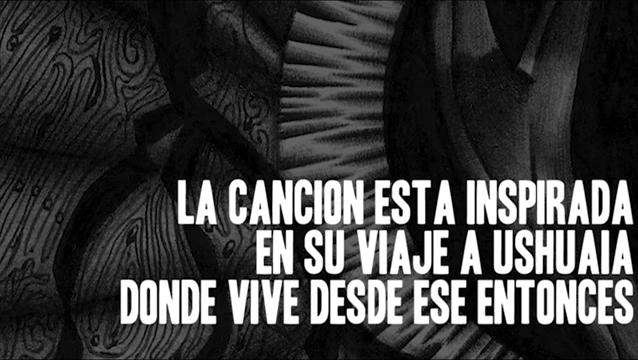 LA CANCION ESTA INSPIRADA
EN SU VIAJE A USHUAIA
DONDE VIVE DESDE ESE ENTONCES